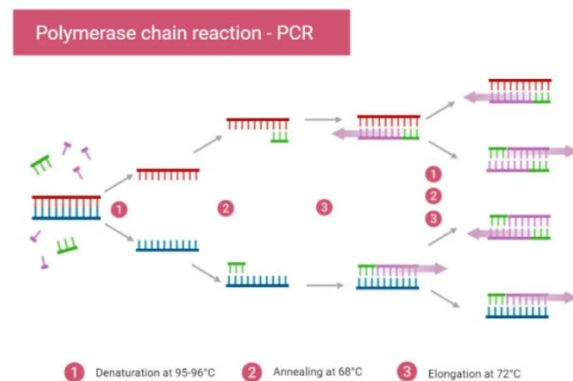 Polymerase chain reaction - PCR
1
2
3
1
2
3
1 Denaturation at 95-96°C
2 Annealing at 68°C
3 Elongation at 72°C